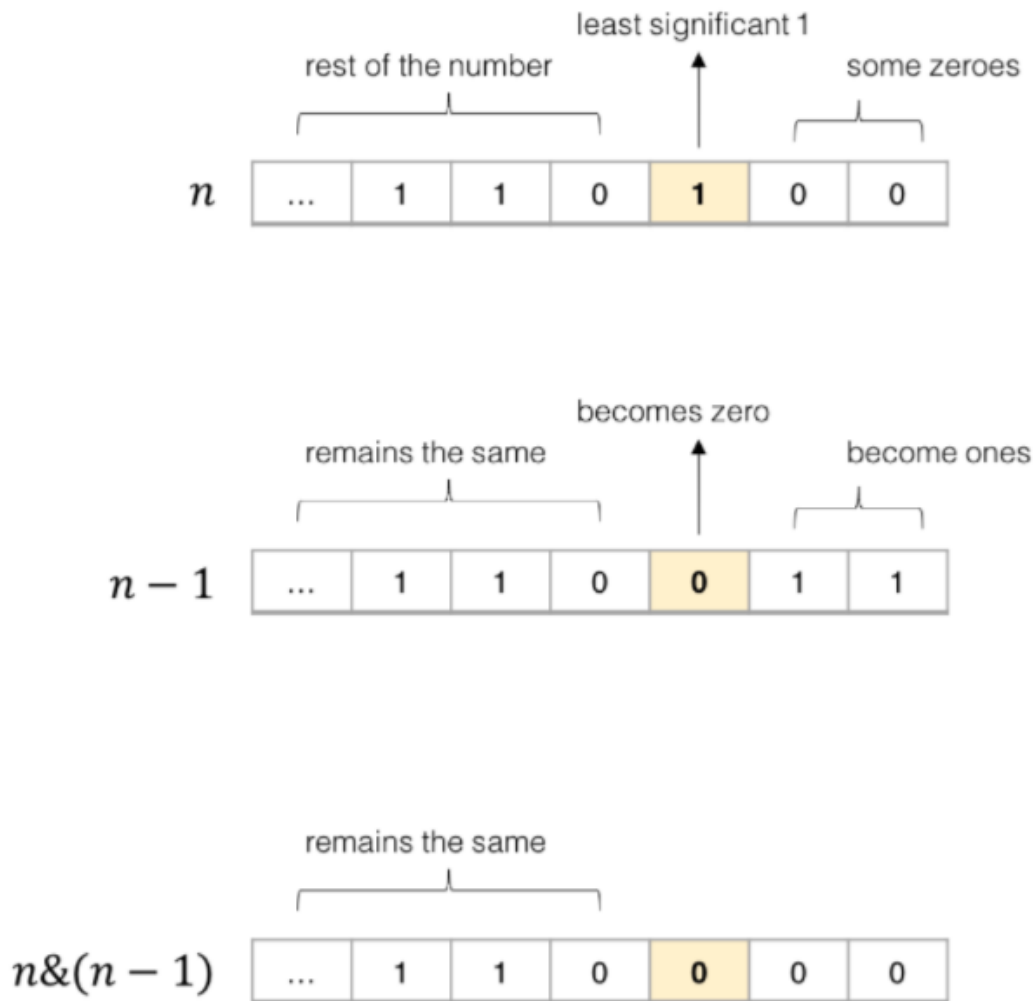 least significant 1
rest of the number some zeroes
n ... 1 1 0 1 0 0
becomes zero
remains the same become ones
n − 1 ... 1 1 0 0 1 1
remains the same
n&(n − 1) ... 1 1 0 0 0 0